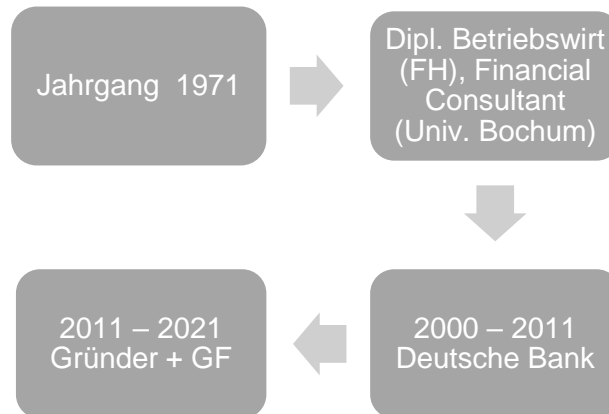 Jahrgang 1971
Dipl. Betriebswirt
(FH), Financial
Consultant
(Univ. Bochum)
2000 – 2011
Deutsche Bank
2011 – 2021
Gründer + GF